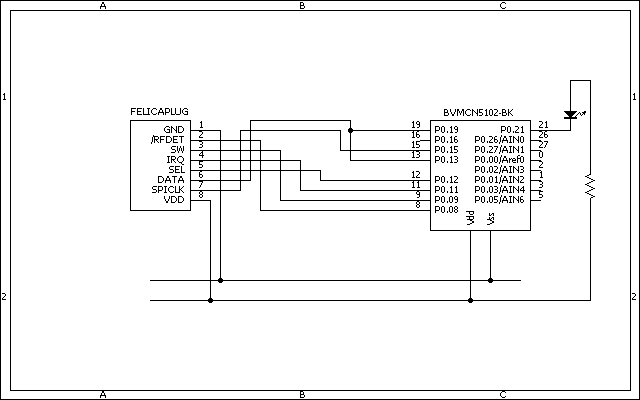 A B C
1 1
FELICAPLUG
GND 1
/RFDET 2
SW 3
IRQ 4
SEL 5
DATA 6
SPICLK 7
VDD 8
BVMCN5102-BK
19 P0.19 P0.21 21
16 P0.16 P0.26/AIN0 26
15 P0.15 P0.27/AIN1 27
13 P0.13 P0.00/Aref0 0
P0.02/AIN3 2
12 P0.12 P0.01/AIN2 1
11 P0.11 P0.03/AIN4 3
9 P0.09 P0.05/AIN6 5
8 P0.08
Vdd Vss
2 2
A B C